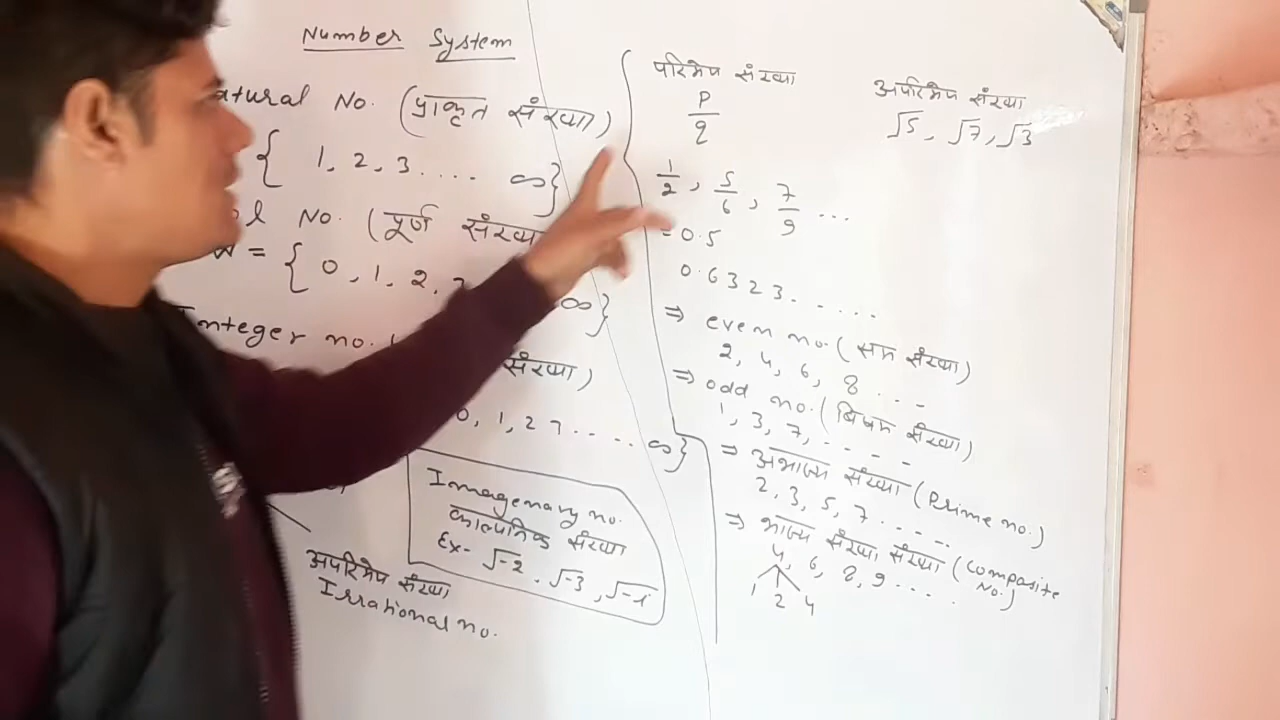 Number System
atural No. (प्राकृत संख्या)
{ 1, 2, 3.... ∞}
ol No. (पूर्ण संख्या
W = { 0, 1, 2, 3 ∞}
Integer no. (
संख्या)
0, 1, 2 7 .... ∞}
Imagenary no.
काल्पनिक संख्या
Ex- √-2, √-3, √-1
अपरिमेय संख्या
Irrational no.
परिमेय संख्या
P/q
1/2, 5/6, 7/9 ...
= 0.5
0.6323.....
⇒ even no. (सम संख्या)
2, 4, 6, 8 ...
⇒ odd no. (विषम संख्या)
1, 3, 7, - - -
⇒ अभाज्य संख्या (Prime no.)
2, 3, 5, 7 .....
⇒ भाज्य संख्या संख्या (Composite No.)
4, 6, 8, 9 ....
1 2 4
अपरिमेय संख्या
√5, √7, √3